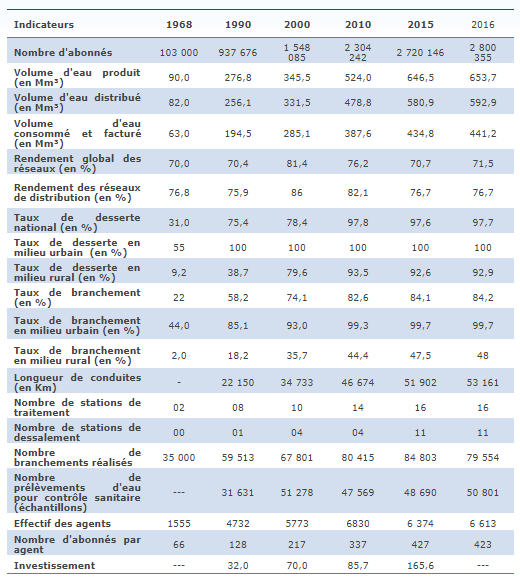 Indicateurs 1968 1990 2000 2010 2015 2016
Nombre d'abonnés 103 000 937 676 1 548 085 2 304 242 2 720 146 2 800 355
Volume d'eau produit (en Mm³) 90,0 276,8 345,5 524,0 646,5 653,7
Volume d'eau distribué (en Mm³) 82,0 256,1 331,5 478,8 580,9 592,9
Volume d'eau consommé et facturé (en Mm³) 63,0 194,5 285,1 387,6 434,8 441,2
Rendement global des réseaux (en %) 70,0 70,4 81,4 76,2 70,7 71,5
Rendement des réseaux de distribution (en %) 76,8 75,9 86 82,1 76,2 76,7
Taux de desserte national (en %) 31,0 75,4 78,4 97,8 97,6 97,7
Taux de desserte en milieu urbain (en %) 55 100 100 100 100 100
Taux de desserte en milieu rural (en %) 9,2 38,7 79,6 93,5 92,6 92,9
Taux de branchement (en %) 22 58,2 74,1 82,6 84,1 84,2
Taux de branchement en milieu urbain (en %) 44,0 85,1 93,0 99,3 99,7 99,7
Taux de branchement en milieu rural (en %) 2,0 18,2 35,7 44,4 47,5 48
Longueur de conduites (en Km) - 22 150 34 733 46 674 51 902 53 161
Nombre de stations de traitement 02 08 10 14 16 16
Nombre de stations de dessalement 00 01 04 04 11 11
Nombre de branchements réalisés 35 000 59 513 67 801 80 415 84 803 79 554
Nombre de prélèvements d'eau pour contrôle sanitaire (échantillons) --- 31 631 51 278 47 569 48 690 50 801
Effectif des agents 1555 4732 5773 6830 6 374 6 613
Nombre d'abonnés par agent 66 128 217 337 427 423
Investissement --- 32,0 70,0 85,7 165,6 ---